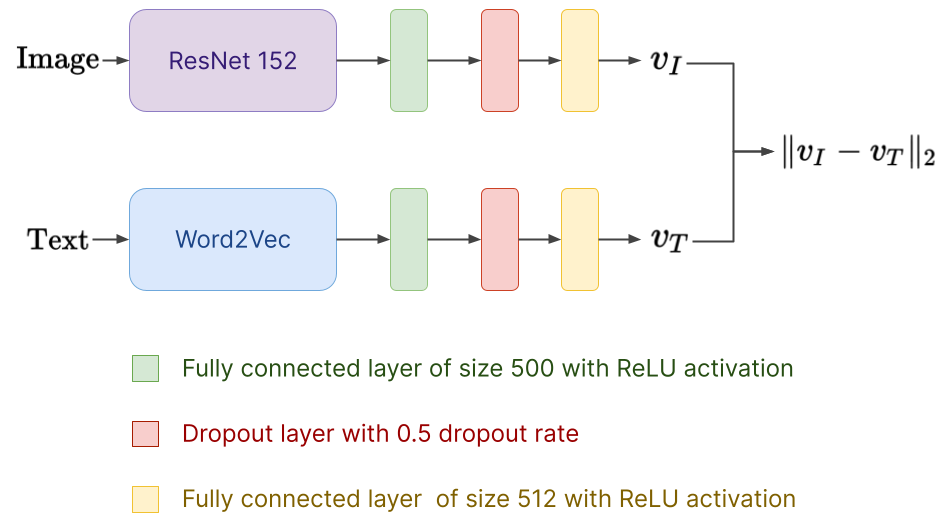 Image
ResNet 152
v_I
‖v_I − v_T‖_2
Text
Word2Vec
v_T
Fully connected layer of size 500 with ReLU activation
Dropout layer with 0.5 dropout rate
Fully connected layer of size 512 with ReLU activation